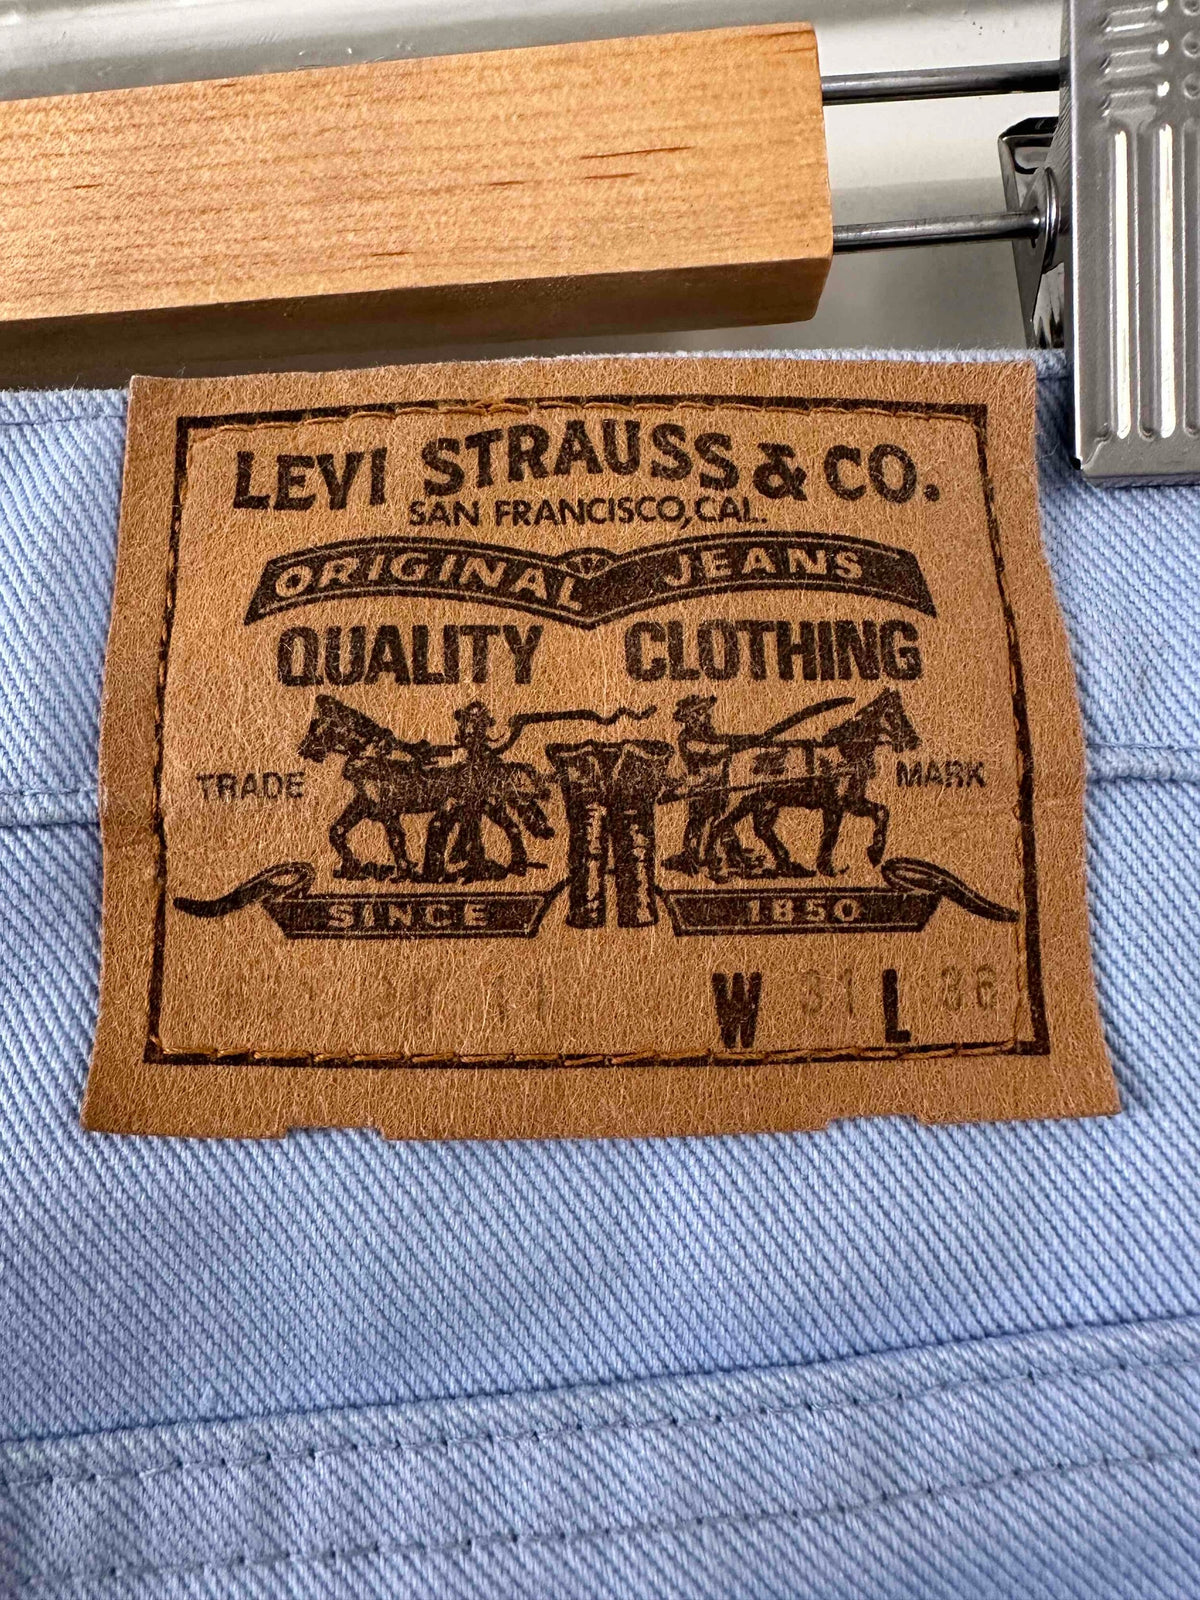 LEVI STRAUSS & CO.
SAN FRANCISCO, CAL.
ORIGINAL JEANS
QUALITY CLOTHING
TRADE MARK
SINCE 1850
W 31 L 36